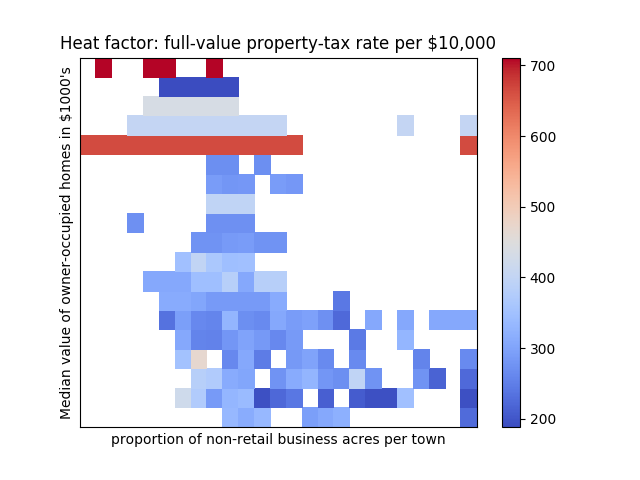 Heat factor: full-value property-tax rate per $10,000
Median value of owner-occupied homes in $1000's
proportion of non-retail business acres per town
700
600
500
400
300
200